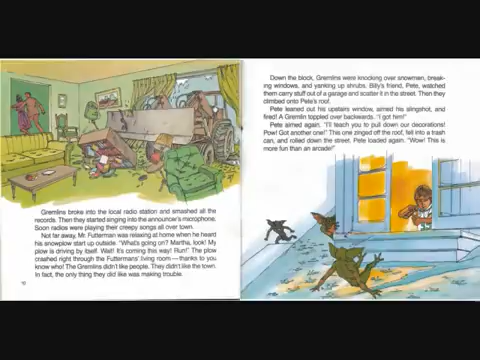 Gremlins broke into the local radio station and smashed all the
records. Then they started singing into the announcer's microphone.
Soon radios were playing their creepy songs all over town.
Not far away, Mr. Futterman was relaxing at home when he heard
his snowplow start up outside. "What's going on? Martha, look! My
plow is driving by itself. Wait! It's coming this way! Run!" The plow
crashed right through the Futtermans' living room — thanks to you
know who! The Gremlins didn't like people. They didn't like the town.
In fact, the only thing they did like was making trouble.
10
Down the block, Gremlins were knocking over snowmen, break-
ing windows, and yanking up shrubs. Billy's friend, Pete, watched
them carry stuff out of a garage and scatter it in the street. Then they
climbed onto Pete's roof.
Pete leaned out his upstairs window, aimed his slingshot, and
fired! A Gremlin toppled over backwards. "I got him!"
Pete aimed again. "I'll teach you to pull down our decorations!
Pow! Got another one!" This one zinged off the roof, fell into a trash
can, and rolled down the street. Pete loaded again. "Wow! This is
more fun than an arcade!"